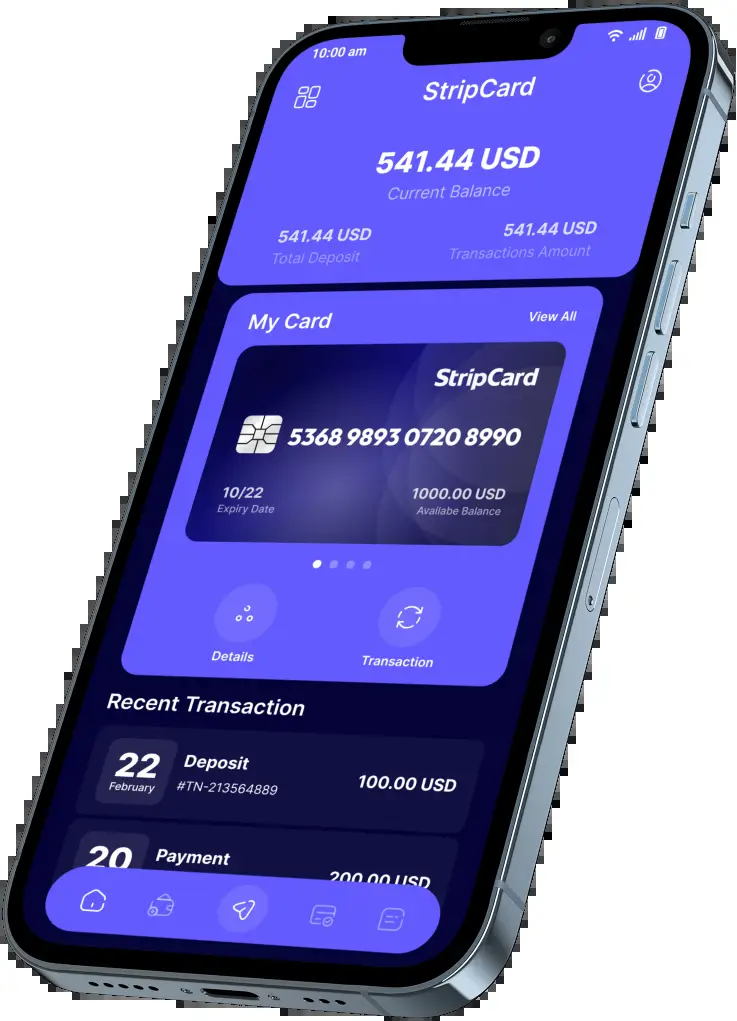 10:00 am
StripCard
541.44 USD
Current Balance
541.44 USD 541.44 USD
Total Deposit Transactions Amount
My Card View All
StripCard
5368 9893 0720 8990
10/22 1000.00 USD
Expiry Date Availabe Balance
Details Transaction
Recent Transaction
22 Deposit 100.00 USD
February #TN-213564889
20 Payment 200.00 USD